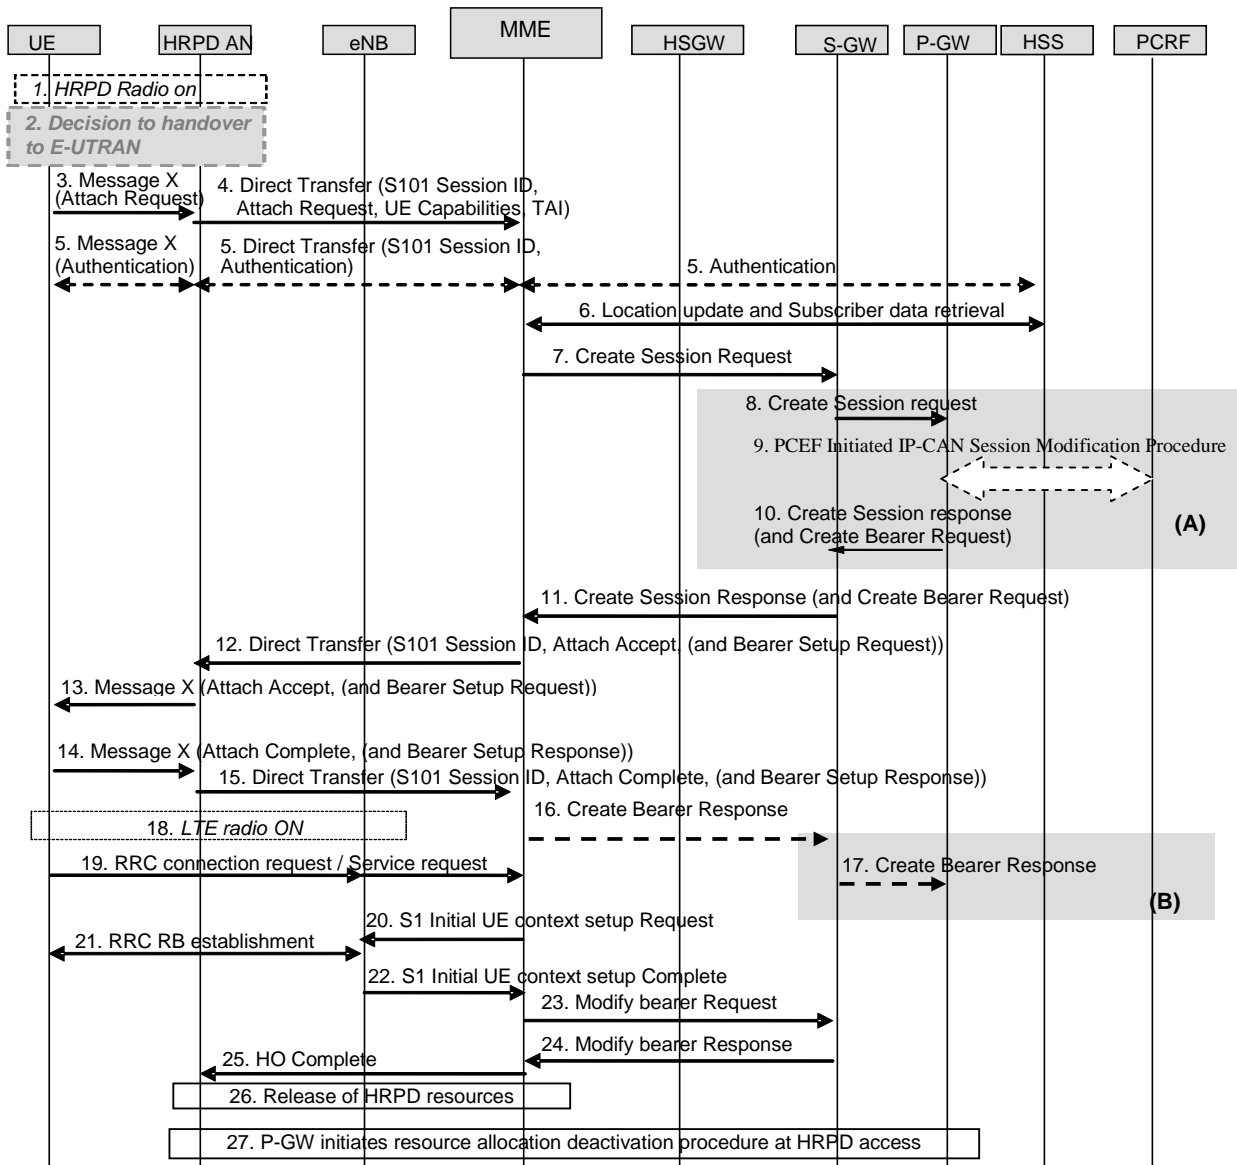 UE
HRPD AN
eNB
MME
HSGW
S-GW
P-GW
HSS
PCRF
1. HRPD Radio on
2. Decision to handover
to E-UTRAN
3. Message X
(Attach Request)
4. Direct Transfer (S101 Session ID,
Attach Request, UE Capabilities, TAI)
5. Message X
(Authentication)
5. Direct Transfer (S101 Session ID,
Authentication)
5. Authentication
6. Location update and Subscriber data retrieval
7. Create Session Request
8. Create Session request
9. PCEF Initiated IP-CAN Session Modification Procedure
10. Create Session response
(and Create Bearer Request)
(A)
11. Create Session Response (and Create Bearer Request)
12. Direct Transfer (S101 Session ID, Attach Accept, (and Bearer Setup Request))
13. Message X (Attach Accept, (and Bearer Setup Request))
14. Message X (Attach Complete, (and Bearer Setup Response))
15. Direct Transfer (S101 Session ID, Attach Complete, (and Bearer Setup Response))
16. Create Bearer Response
18. LTE radio ON
19. RRC connection request / Service request
17. Create Bearer Response
(B)
20. S1 Initial UE context setup Request
21. RRC RB establishment
22. S1 Initial UE context setup Complete
23. Modify bearer Request
24. Modify bearer Response
25. HO Complete
26. Release of HRPD resources
27. P-GW initiates resource allocation deactivation procedure at HRPD access